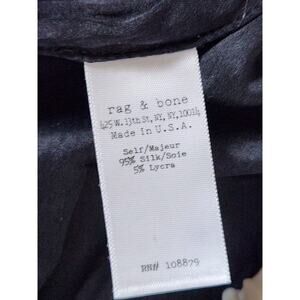 rag & bone
425 W. 13th St, NY, NY, 10014
Made in U.S.A.
Self/Majeur
95% Silk/Soie
5% Lycra
RN# 108879